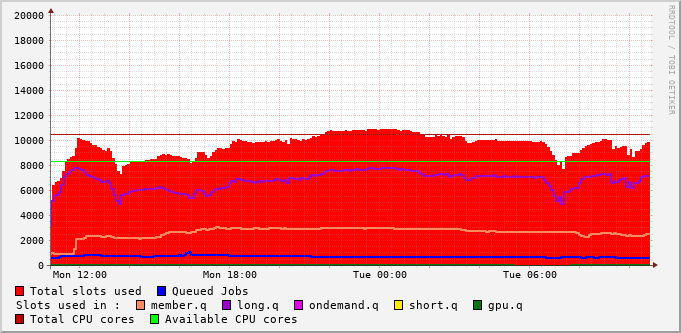 20000
18000
16000
14000
12000
10000
8000
6000
4000
2000
0
Mon 12:00 Mon 18:00 Tue 00:00 Tue 06:00
Total slots used Queued Jobs
Slots used in : member.q long.q ondemand.q short.q gpu.q
Total CPU cores Available CPU cores
RRDTOOL / TOBI OETIKER